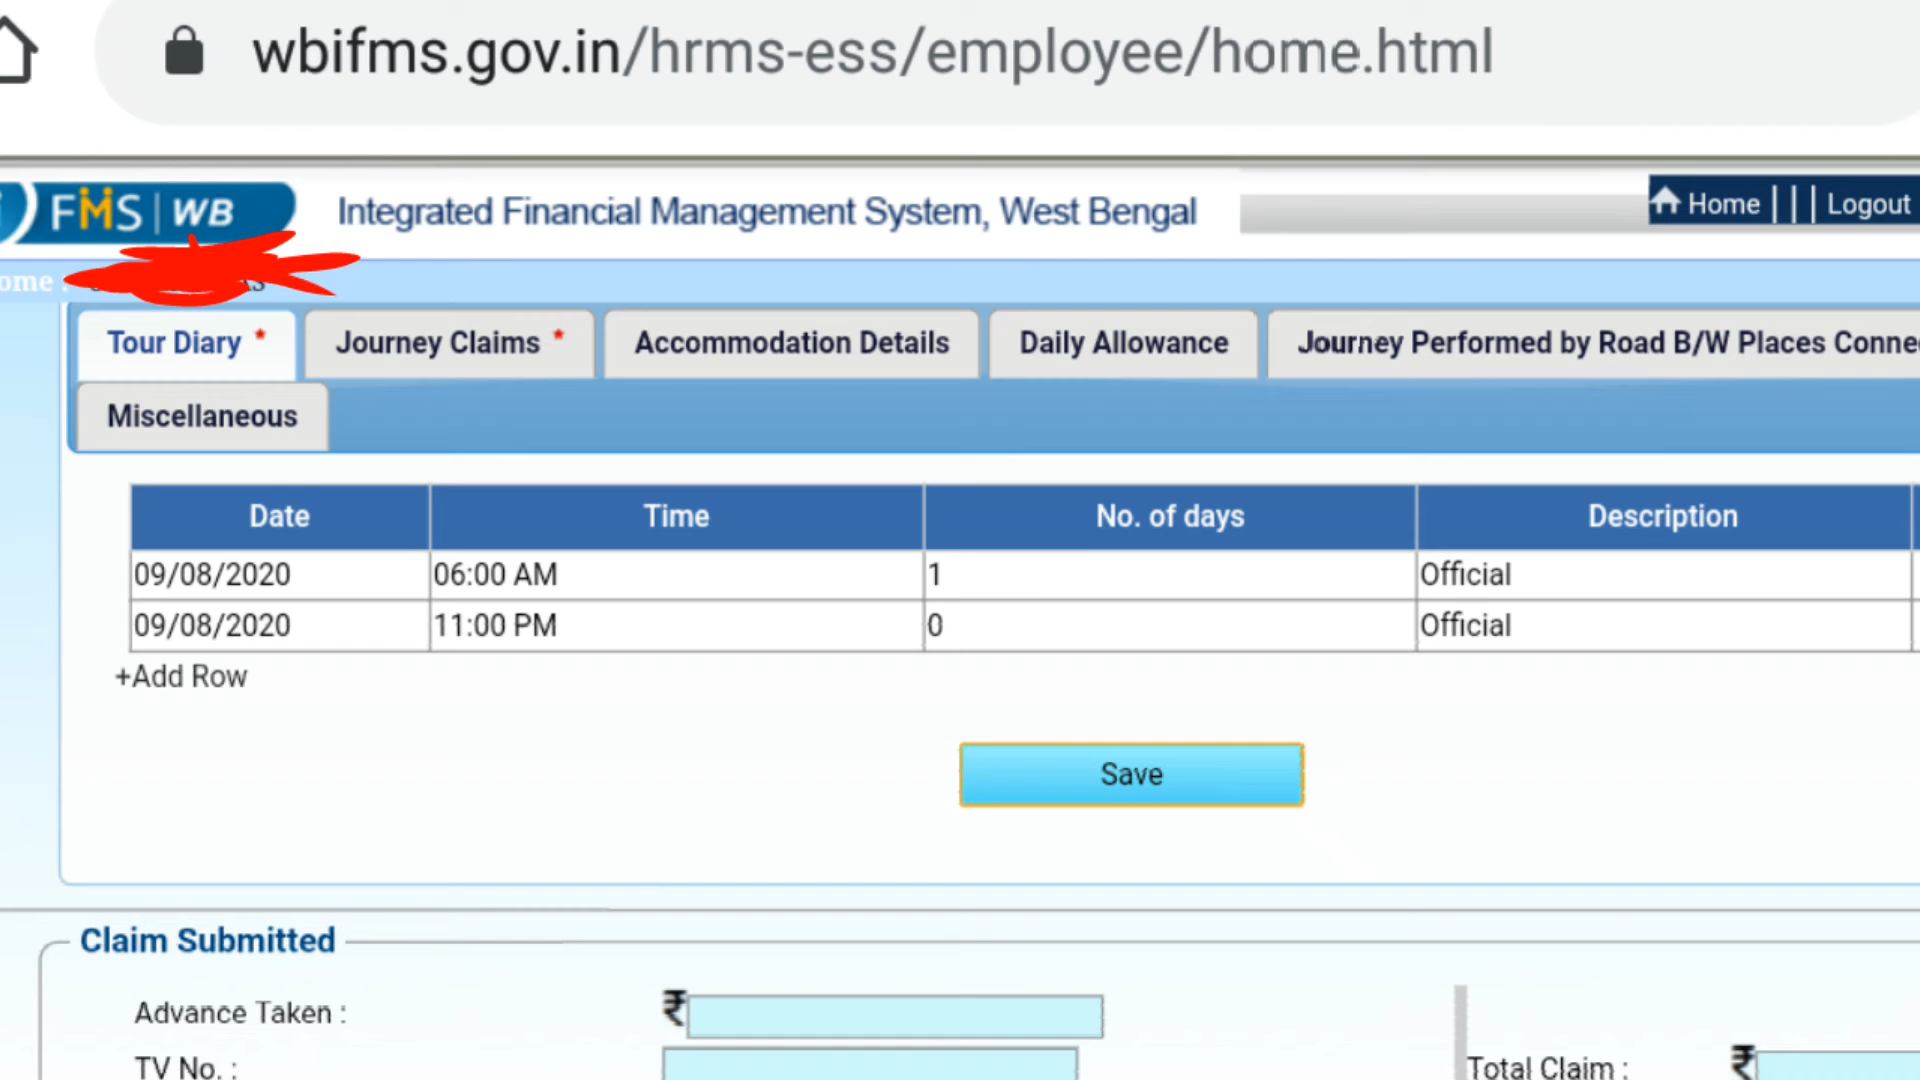 wbifms.gov.in/hrms-ess/employee/home.html
FMS | WB Integrated Financial Management System, West Bengal Home | | | Logout
Tour Diary * Journey Claims * Accommodation Details Daily Allowance Journey Performed by Road B/W Places
Miscellaneous
Date Time No. of days Description
09/08/2020 06:00 AM 1 Official
09/08/2020 11:00 PM 0 Official
+Add Row
Save
Claim Submitted
Advance Taken : ₹
TV No. : Total Claim : ₹